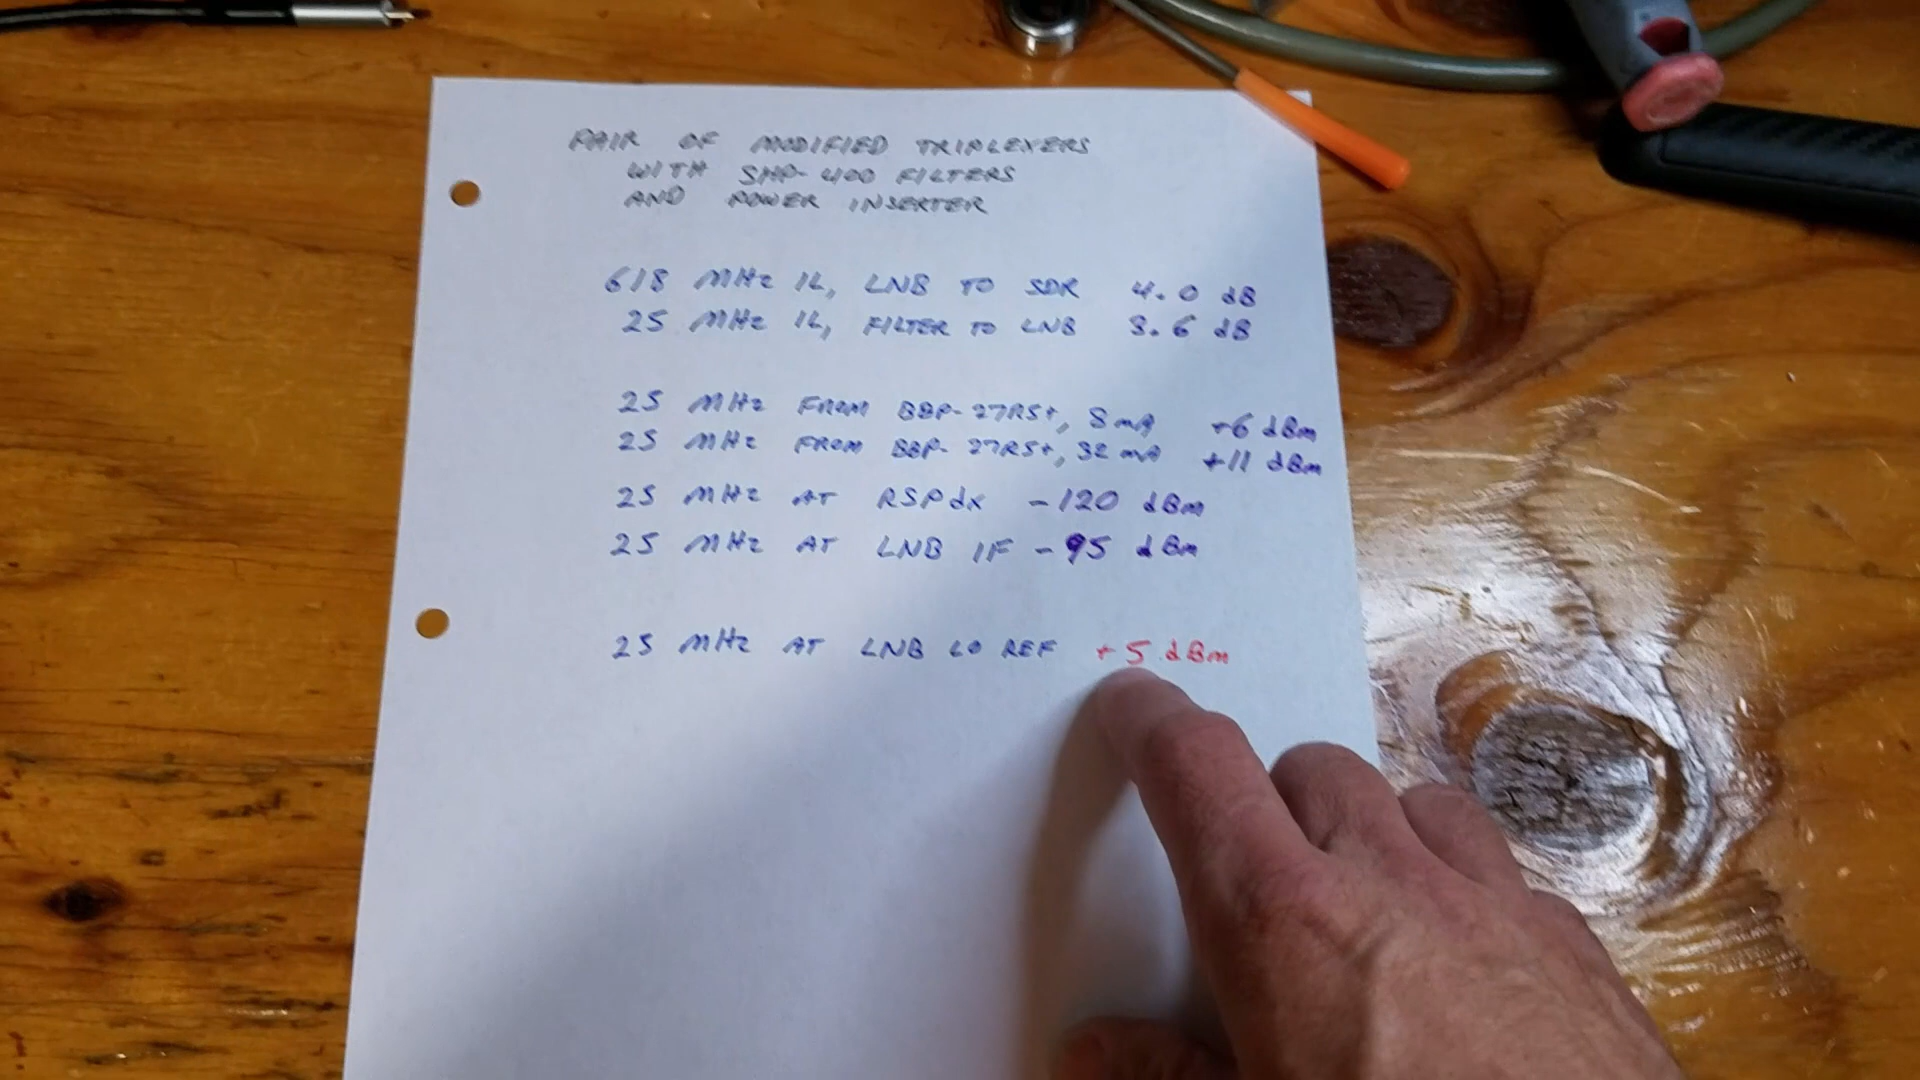 PAIR OF MODIFIED TRIPLEXERS
WITH SHP-400 FILTERS
AND POWER INSERTER
618 MHz IL, LNB TO SDR 4.0 dB
25 MHz IL, FILTER TO LNB 3.6 dB
25 MHz FROM BBP-27RS+, 8 mA +6 dBm
25 MHz FROM BBP-27RS+, 32 mA +11 dBm
25 MHz AT RSPdx -120 dBm
25 MHz AT LNB IF -95 dBm
25 MHz AT LNB LO REF +5 dBm